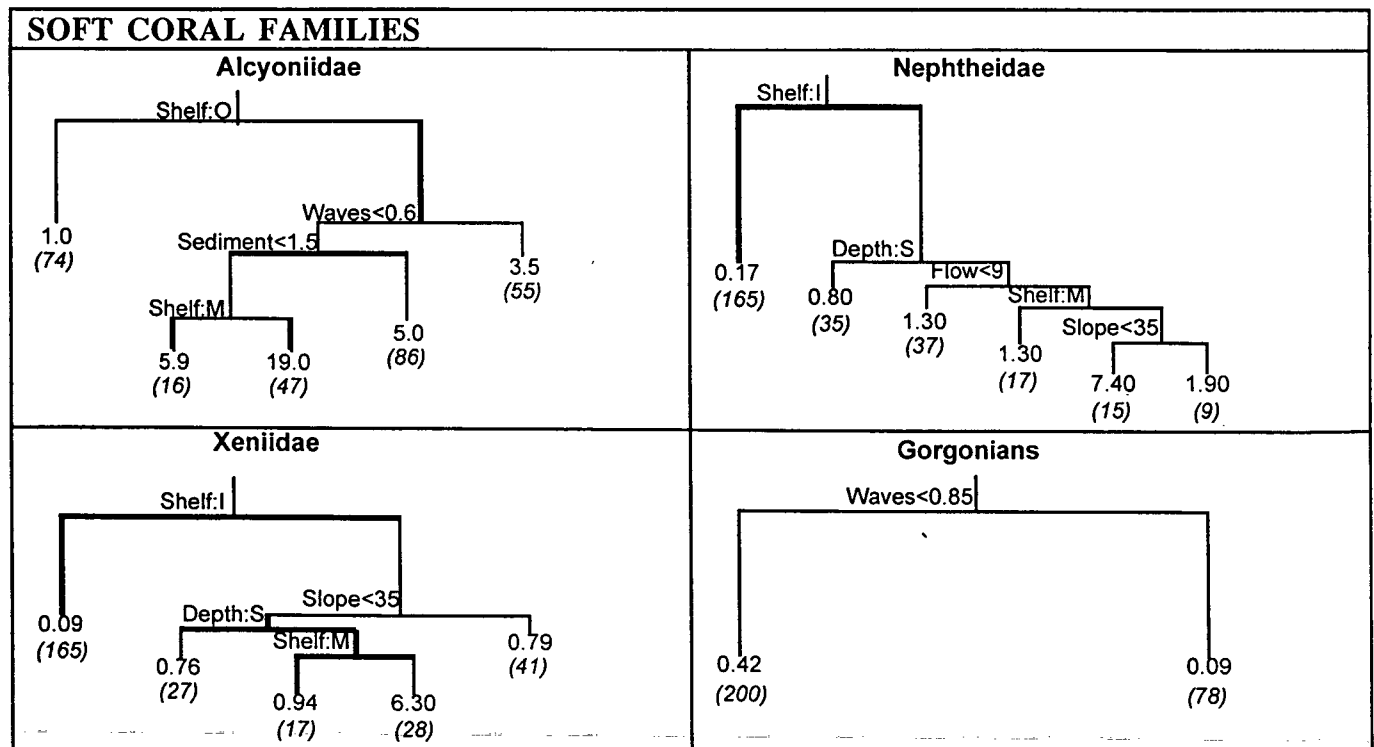 SOFT CORAL FAMILIES
Alcyoniidae
Shelf:O
Waves<0.6
Sediment<1.5
1.0
(74)
3.5
(55)
Shelf:M
5.0
(86)
5.9
(16)
19.0
(47)
Nephtheidae
Shelf:I
Depth:S
Flow<9
0.17
(165)
0.80
(35)
Shelf:M
1.30
(37)
Slope<35
1.30
(17)
7.40
(15)
1.90
(9)
Xeniidae
Shelf:I
Slope<35
Depth:S
0.09
(165)
Shelf:M
0.79
(41)
0.76
(27)
0.94
(17)
6.30
(28)
Gorgonians
Waves<0.85
0.42
(200)
0.09
(78)